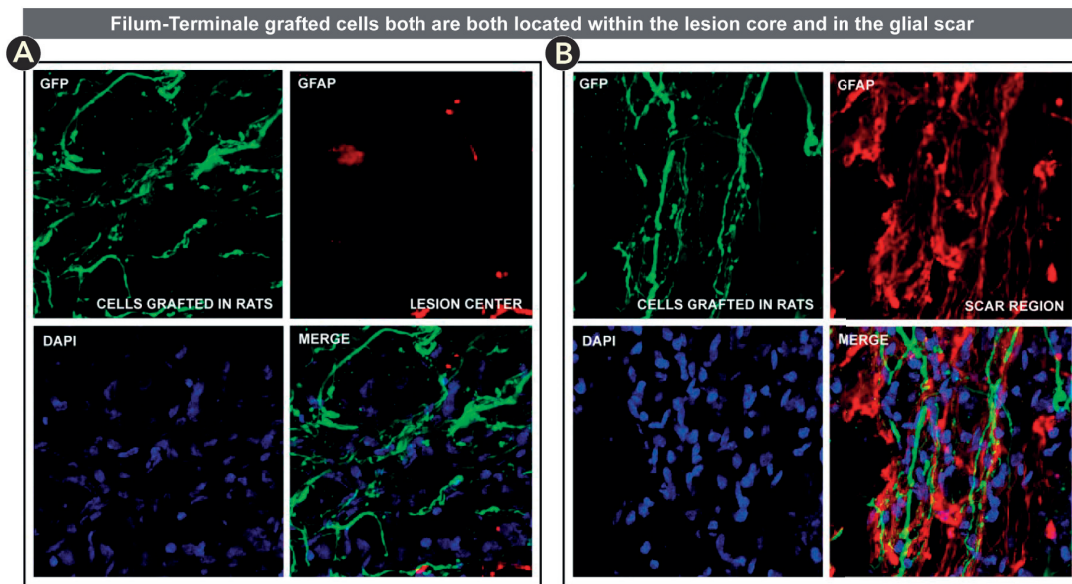 Filum-Terminale grafted cells both are both located within the lesion core and in the glial scar
A
GFP
GFAP
CELLS GRAFTED IN RATS
LESION CENTER
DAPI
MERGE
B
GFP
GFAP
CELLS GRAFTED IN RATS
SCAR REGION
DAPI
MERGE